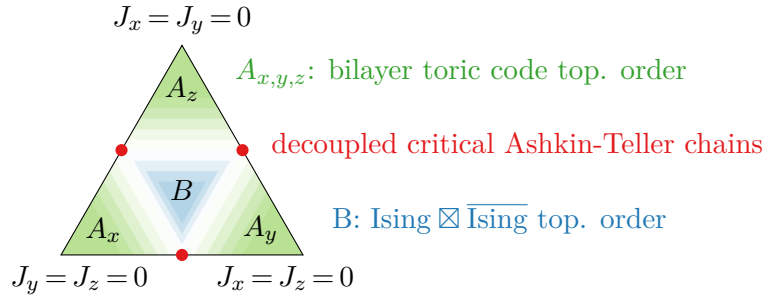 J_x = J_y = 0
A_{x,y,z}: bilayer toric code top. order
A_z
decoupled critical Ashkin-Teller chains
B
B: Ising ⊠ \overline{Ising} top. order
A_x
A_y
J_y = J_z = 0
J_x = J_z = 0